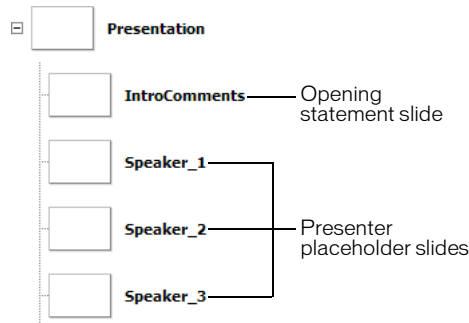 Presentation
IntroComments
Opening
statement slide
Speaker_1
Speaker_2
Presenter
placeholder slides
Speaker_3